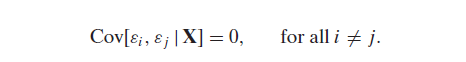 Cov[εᵢ, εⱼ | X] = 0, for all i ≠ j.